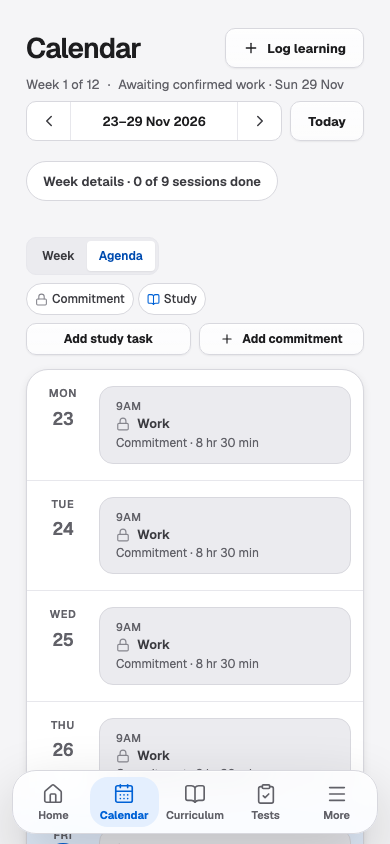 Calendar
Log learning
Week 1 of 12 · Awaiting confirmed work · Sun 29 Nov
23–29 Nov 2026
Today
Week details · 0 of 9 sessions done
Week
Agenda
Commitment
Study
Add study task
Add commitment
MON
23
9AM
Work
Commitment · 8 hr 30 min
TUE
24
9AM
Work
Commitment · 8 hr 30 min
WED
25
9AM
Work
Commitment · 8 hr 30 min
THU
26
9AM
Work
Home
Calendar
Curriculum
Tests
More
FRI